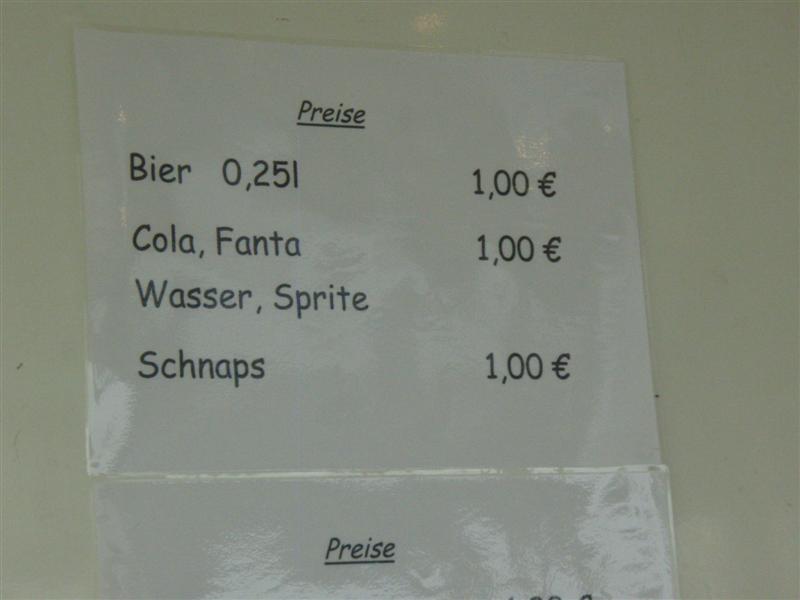 Preise
Bier 0,25l 1,00 €
Cola, Fanta 1,00 €
Wasser, Sprite
Schnaps 1,00 €
Preise